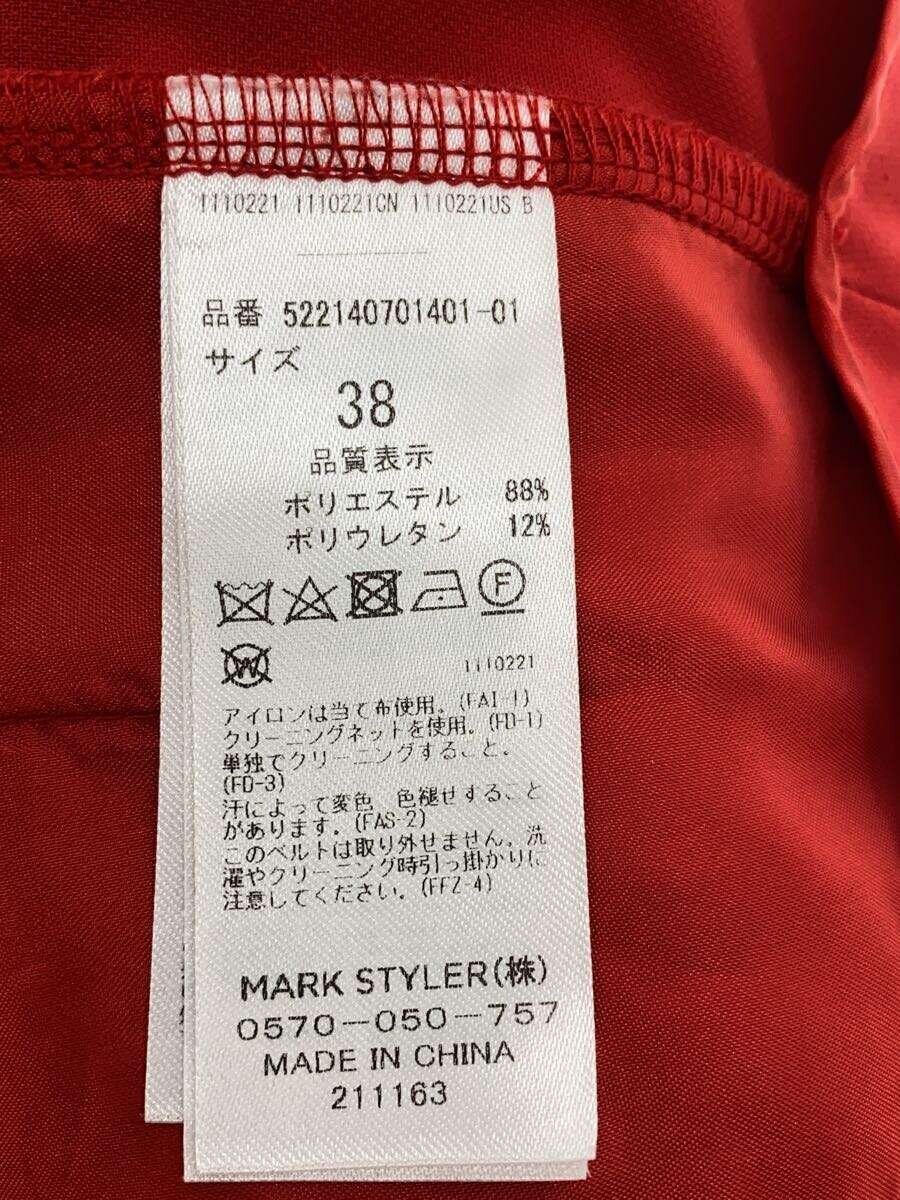 1110221 1110221CN 1110221US B
品番 522140701401-01
サイズ
38
品質表示
ポリエステル 88%
ポリウレタン 12%
F
W
1110221
アイロンは当て布使用。(FAI-1)
クリーニングネットを使用。(FD-1)
単独でクリーニングすること。
(FD-3)
汗によって変色 色褪せすること
があります。(FAS-2)
このベルトは取り外せません。洗
濯やクリーニング時引っ掛かりに
注意してください。(FFZ-4)
MARK STYLER(株)
0570-050-757
MADE IN CHINA
211163